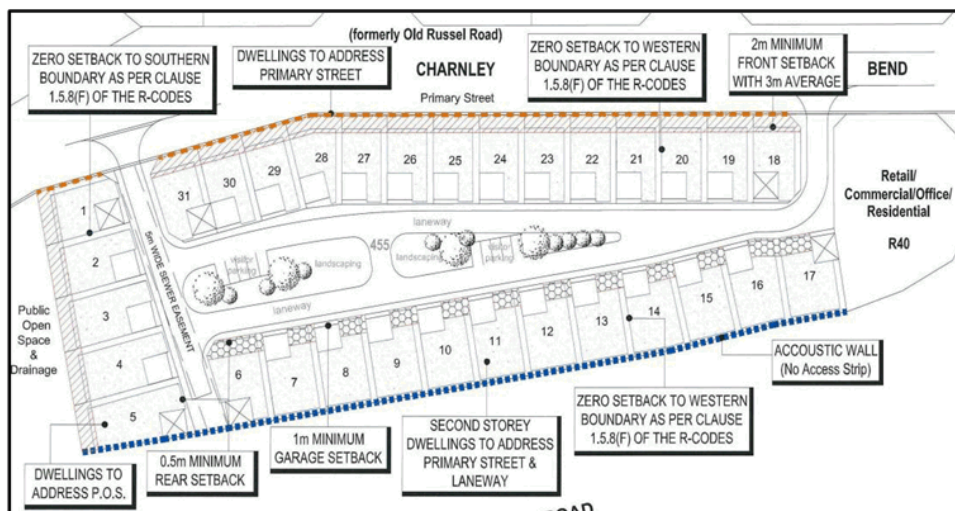 (formerly Old Russel Road)
CHARNLEY
BEND
Primary Street
ZERO SETBACK TO SOUTHERN
BOUNDARY AS PER CLAUSE
1.5.8(F) OF THE R-CODES
DWELLINGS TO ADDRESS
PRIMARY STREET
ZERO SETBACK TO WESTERN
BOUNDARY AS PER CLAUSE
1.5.8(F) OF THE R-CODES
2m MINIMUM
FRONT SETBACK
WITH 3m AVERAGE
31
30
29
28
27
26
25
24
23
22
21
20
19
18
Retail/
Commercial/Office/
Residential
R40
1
2
3
4
5
5m WIDE SEWER EASEMENT
Public
Open
Space
&
Drainage
laneway
455
visitor
parking
landscaping
landscaping
visitor
parking
laneway
6
7
8
9
10
11
12
13
14
15
16
17
ACCOUSTIC WALL
(No Access Strip)
DWELLINGS TO
ADDRESS P.O.S.
0.5m MINIMUM
REAR SETBACK
1m MINIMUM
GARAGE SETBACK
SECOND STOREY
DWELLINGS TO ADDRESS
PRIMARY STREET &
LANEWAY
ZERO SETBACK TO WESTERN
BOUNDARY AS PER CLAUSE
1.5.8(F) OF THE R-CODES